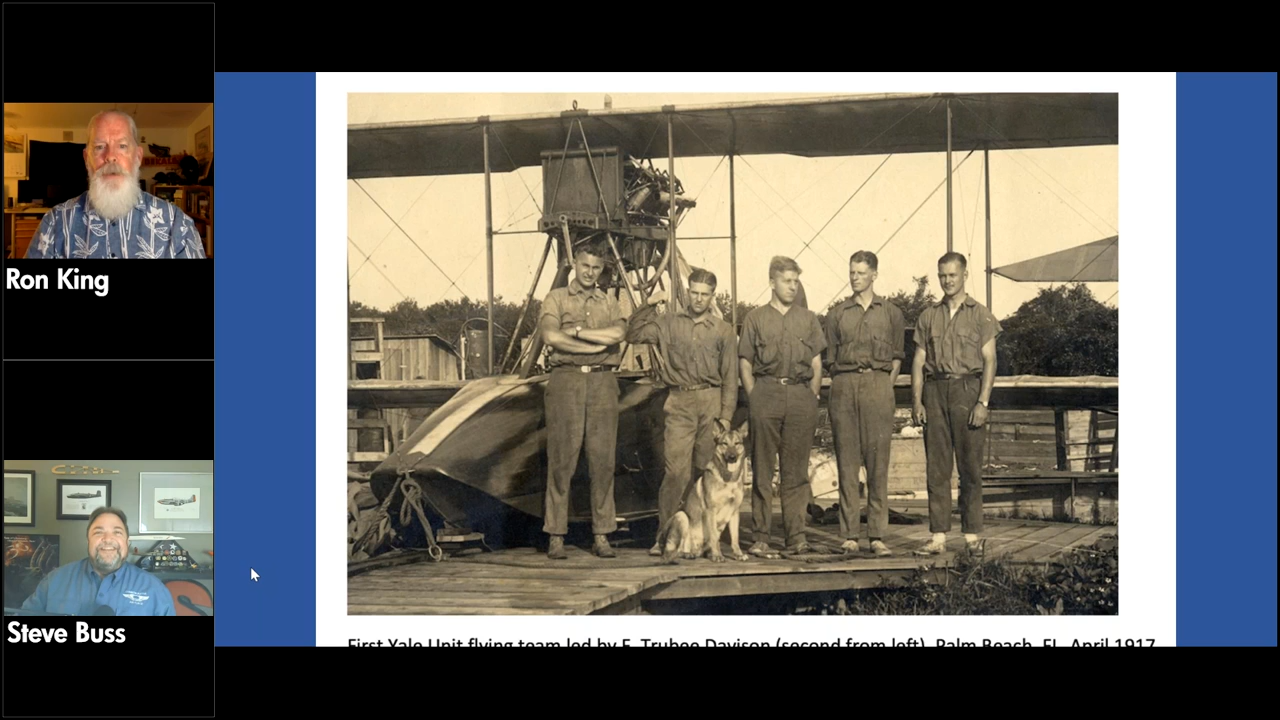 Ron King
Steve Buss
First Yale Unit flying team led by F. Trubee Davison (second from left), Palm Beach, FL, April 1917